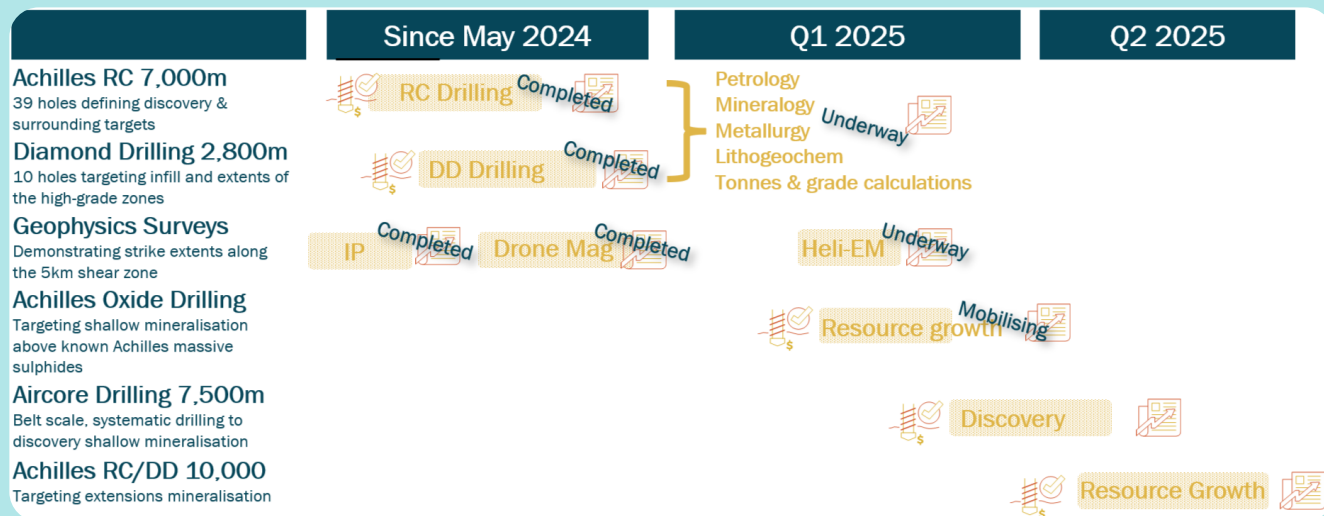 Since May 2024
Q1 2025
Q2 2025
Achilles RC 7,000m
39 holes defining discovery &
surrounding targets
RC Drilling
Completed
$
Petrology
Mineralogy
Metallurgy
Lithogeochem
Tonnes & grade calculations
Underway
Diamond Drilling 2,800m
10 holes targeting infill and extents of
the high-grade zones
DD Drilling
Completed
$
Geophysics Surveys
Demonstrating strike extents along
the 5km shear zone
IP
Completed
Drone Mag
Completed
Heli-EM
Underway
Achilles Oxide Drilling
Targeting shallow mineralisation
above known Achilles massive
sulphides
Resource growth
Mobilising
$
Aircore Drilling 7,500m
Belt scale, systematic drilling to
discovery shallow mineralisation
Discovery
$
Achilles RC/DD 10,000
Targeting extensions mineralisation
Resource Growth
$